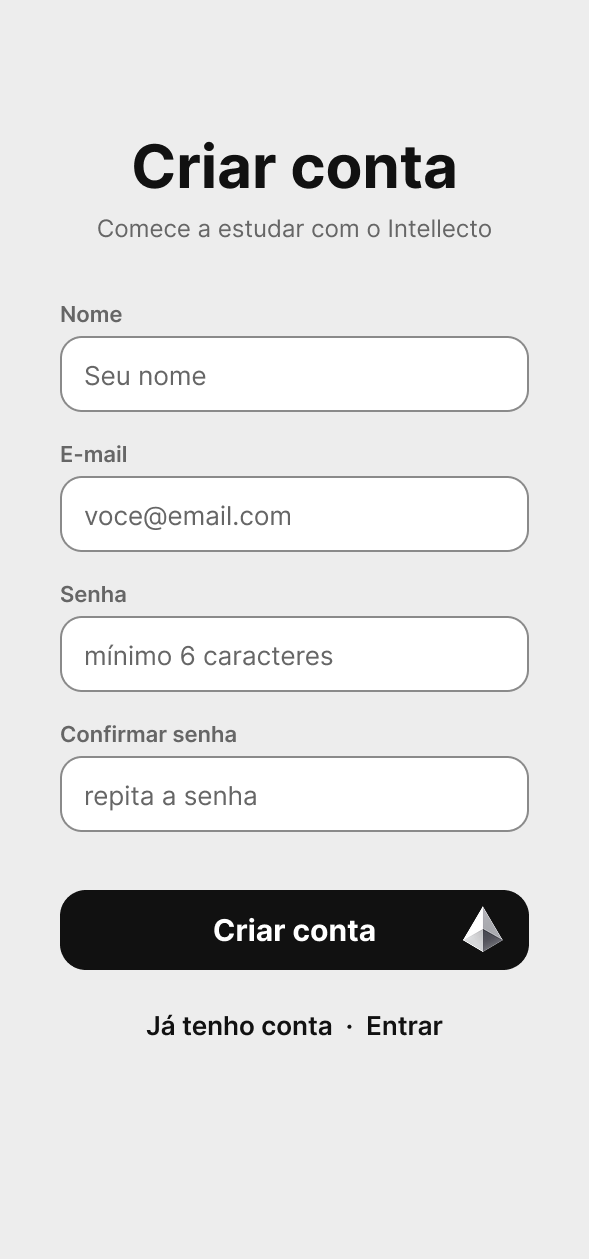 Criar conta
Comece a estudar com o Intellecto
Nome
Seu nome
E-mail
voce@email.com
Senha
mínimo 6 caracteres
Confirmar senha
repita a senha
Criar conta
Já tenho conta · Entrar